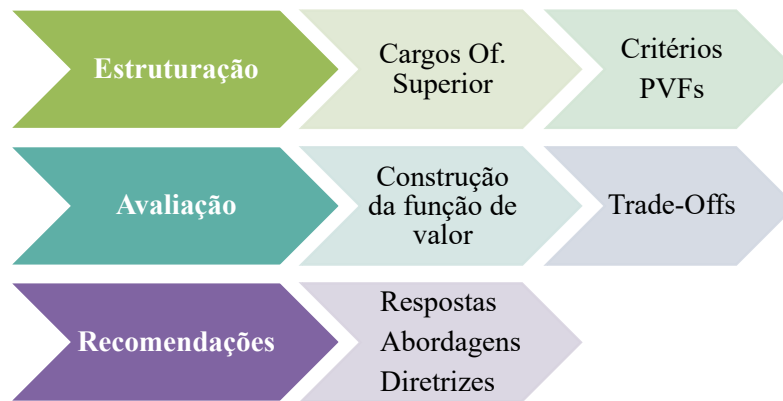 Estruturação
Cargos Of.
Superior
Critérios
PVFs
Avaliação
Construção
da função de
valor
Trade-Offs
Recomendações
Respostas
Abordagens
Diretrizes